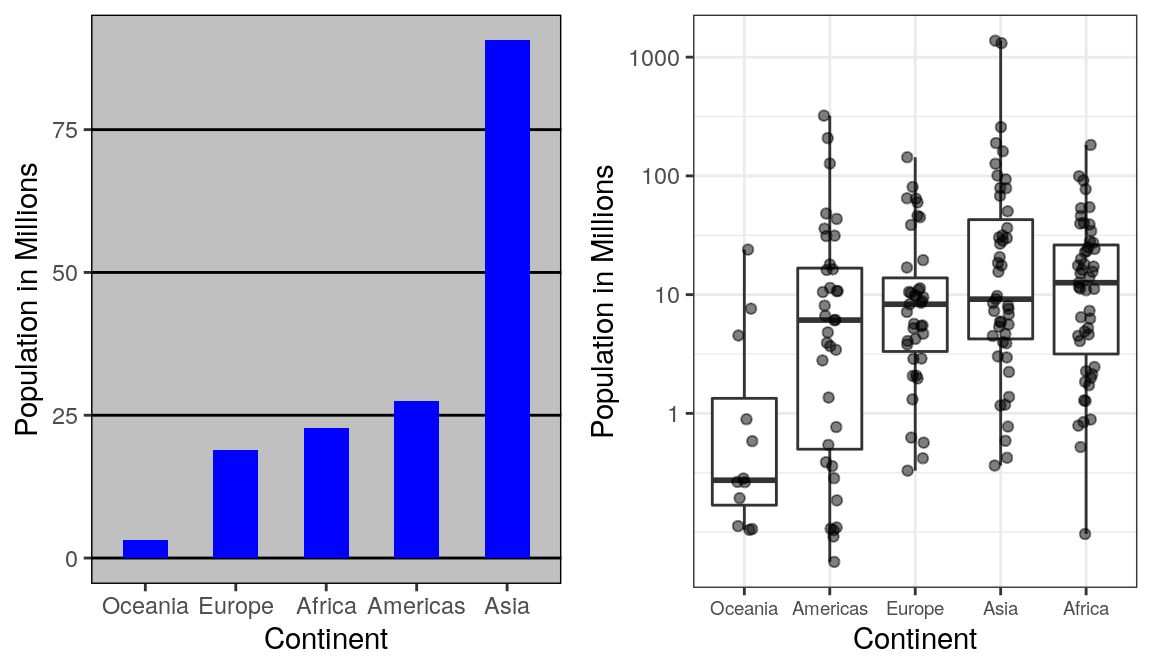 Population in Millions
75
50
25
0
Oceania Europe Africa Americas Asia
Continent
Population in Millions
1000
100
10
1
Oceania Americas Europe Asia Africa
Continent